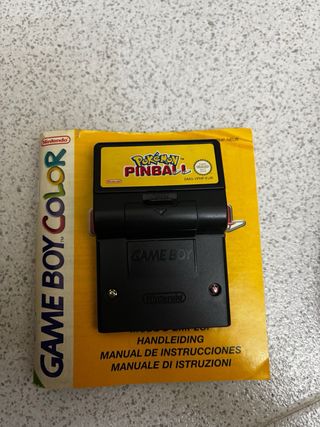 Nintendo
GAME BOY COLOR
POKéMON
PINBALL
Nintendo
GAME BOY
Nintendo
HANDLEIDING
MANUAL DE INSTRUCCIONES
MANUALE DI ISTRUZIONI